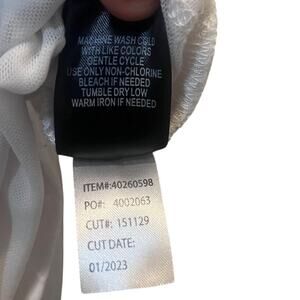 MACHINE WASH COLD
WITH LIKE COLORS
GENTLE CYCLE
USE ONLY NON-CHLORINE
BLEACH IF NEEDED
TUMBLE DRY LOW
WARM IRON IF NEEDED
ITEM#:40260598
PO#: 4002063
CUT#: 151129
CUT DATE:
01/2023